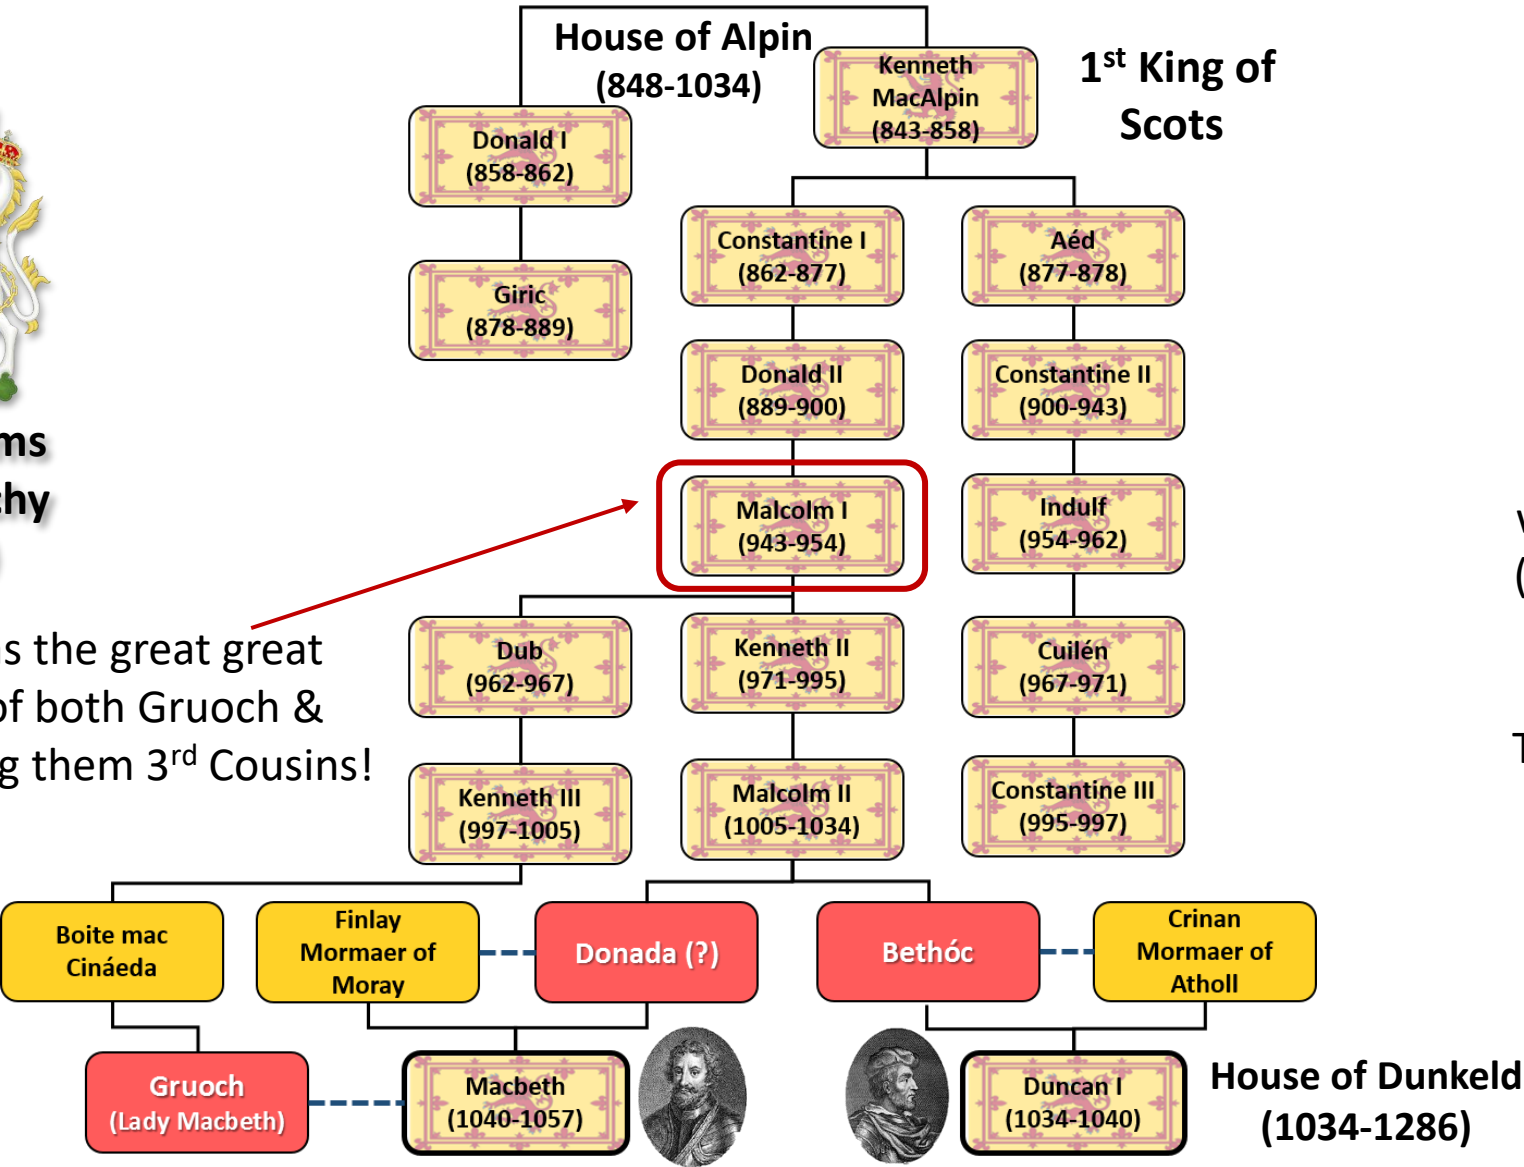 House of Alpin
(848-1034)
Kenneth
MacAlpin
(843-858)
1st King of
Scots
Donald I
(858-862)
Constantine I
(862-877)
Aéd
(877-878)
Giric
(878-889)
Donald II
(889-900)
Constantine II
(900-943)
Malcolm I
(943-954)
Indulf
(954-962)
the great great
of both Gruoch &
them 3rd Cousins!
Dub
(962-967)
Kenneth II
(971-995)
Cuilén
(967-971)
Kenneth III
(997-1005)
Malcolm II
(1005-1034)
Constantine III
(995-997)
Boite mac
Cináeda
Finlay
Mormaer of
Moray
Donada (?)
Bethóc
Crinan
Mormaer of
Atholl
Gruoch
(Lady Macbeth)
Macbeth
(1040-1057)
Duncan I
(1034-1040)
House of Dunkeld
(1034-1286)